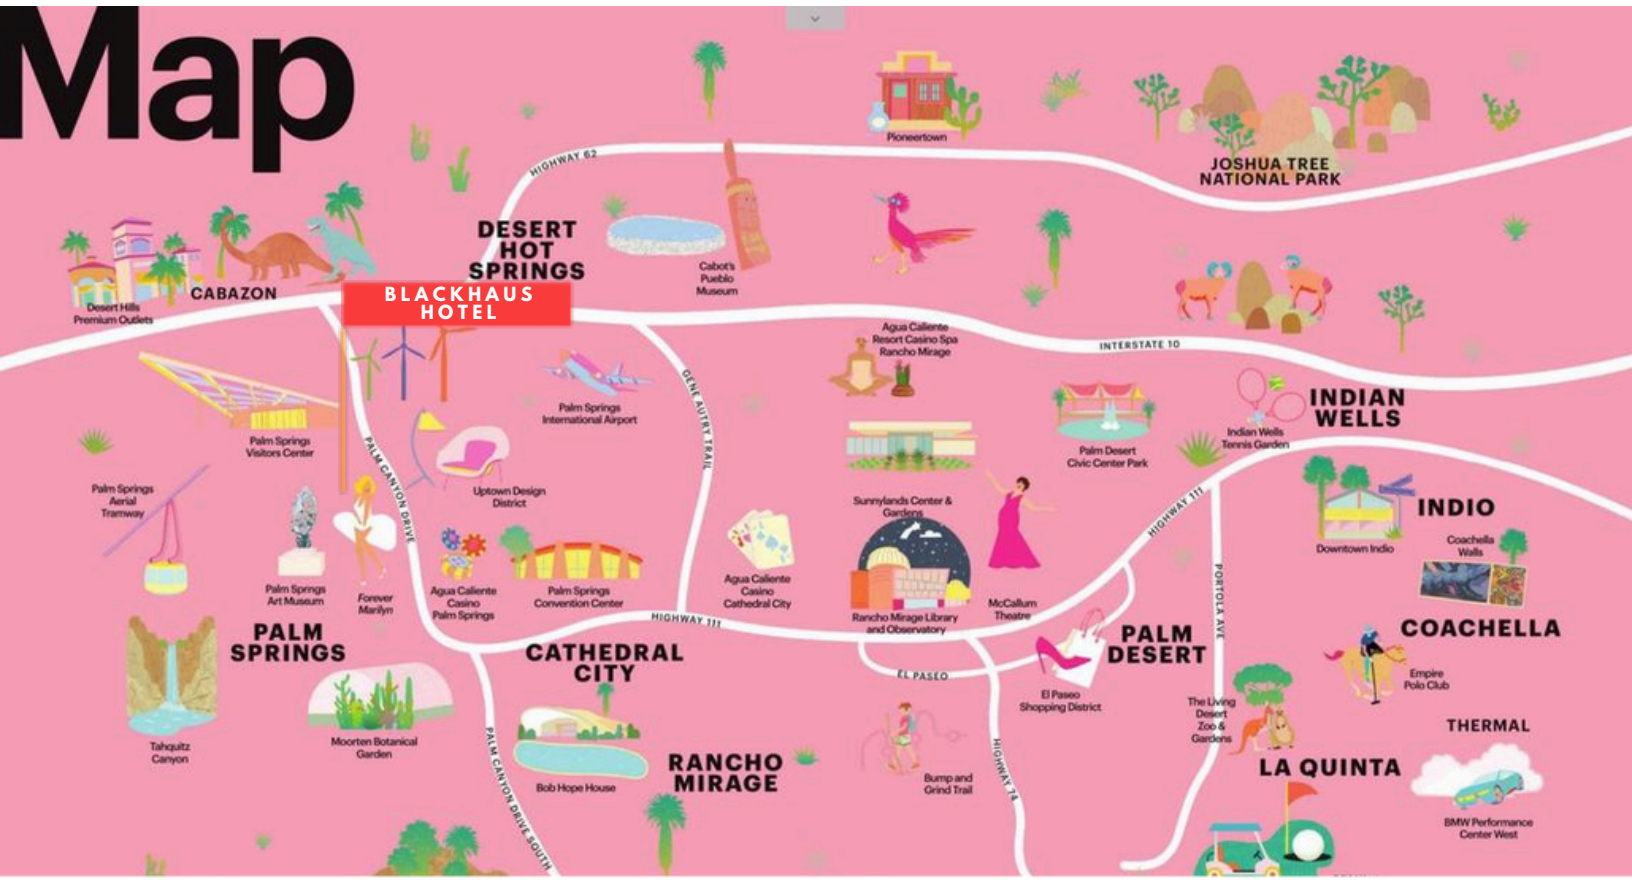 Map
HIGHWAY 62
Pioneertown
JOSHUA TREE
NATIONAL PARK
DESERT
HOT
SPRINGS
Cabot's
Pueblo
Museum
CABAZON
Desert Hills
Premium Outlets
BLACKHAUS
HOTEL
Agua Caliente
Resort Casino Spa
Rancho Mirage
INTERSTATE 10
INDIAN
WELLS
Indian Wells
Tennis Garden
Palm Springs
International Airport
GENE AUTRY TRAIL
Palm Springs
Visitors Center
PALM CANYON DRIVE
Palm Desert
Civic Center Park
Palm Springs
Aerial
Tramway
Uptown Design
District
Sunnylands Center &
Gardens
HIGHWAY 111
INDIO
Downtown Indio
Coachella
Walls
Palm Springs
Art Museum
Forever
Marilyn
Agua Caliente
Casino
Palm Springs
Palm Springs
Convention Center
Agua Caliente
Casino
Cathedral City
HIGHWAY 111
Rancho Mirage Library
and Observatory
McCallum
Theatre
PORTOLA AVE
COACHELLA
PALM
SPRINGS
CATHEDRAL
CITY
PALM
DESERT
EL PASEO
El Paseo
Shopping District
Empire
Polo Club
The Living
Desert
Zoo &
Gardens
THERMAL
Tahquitz
Canyon
Moorten Botanical
Garden
PALM CANYON DRIVE SOUTH
Bob Hope House
RANCHO
MIRAGE
Bump and
Grind Trail
HIGHWAY 74
LA QUINTA
BMW Performance
Center West